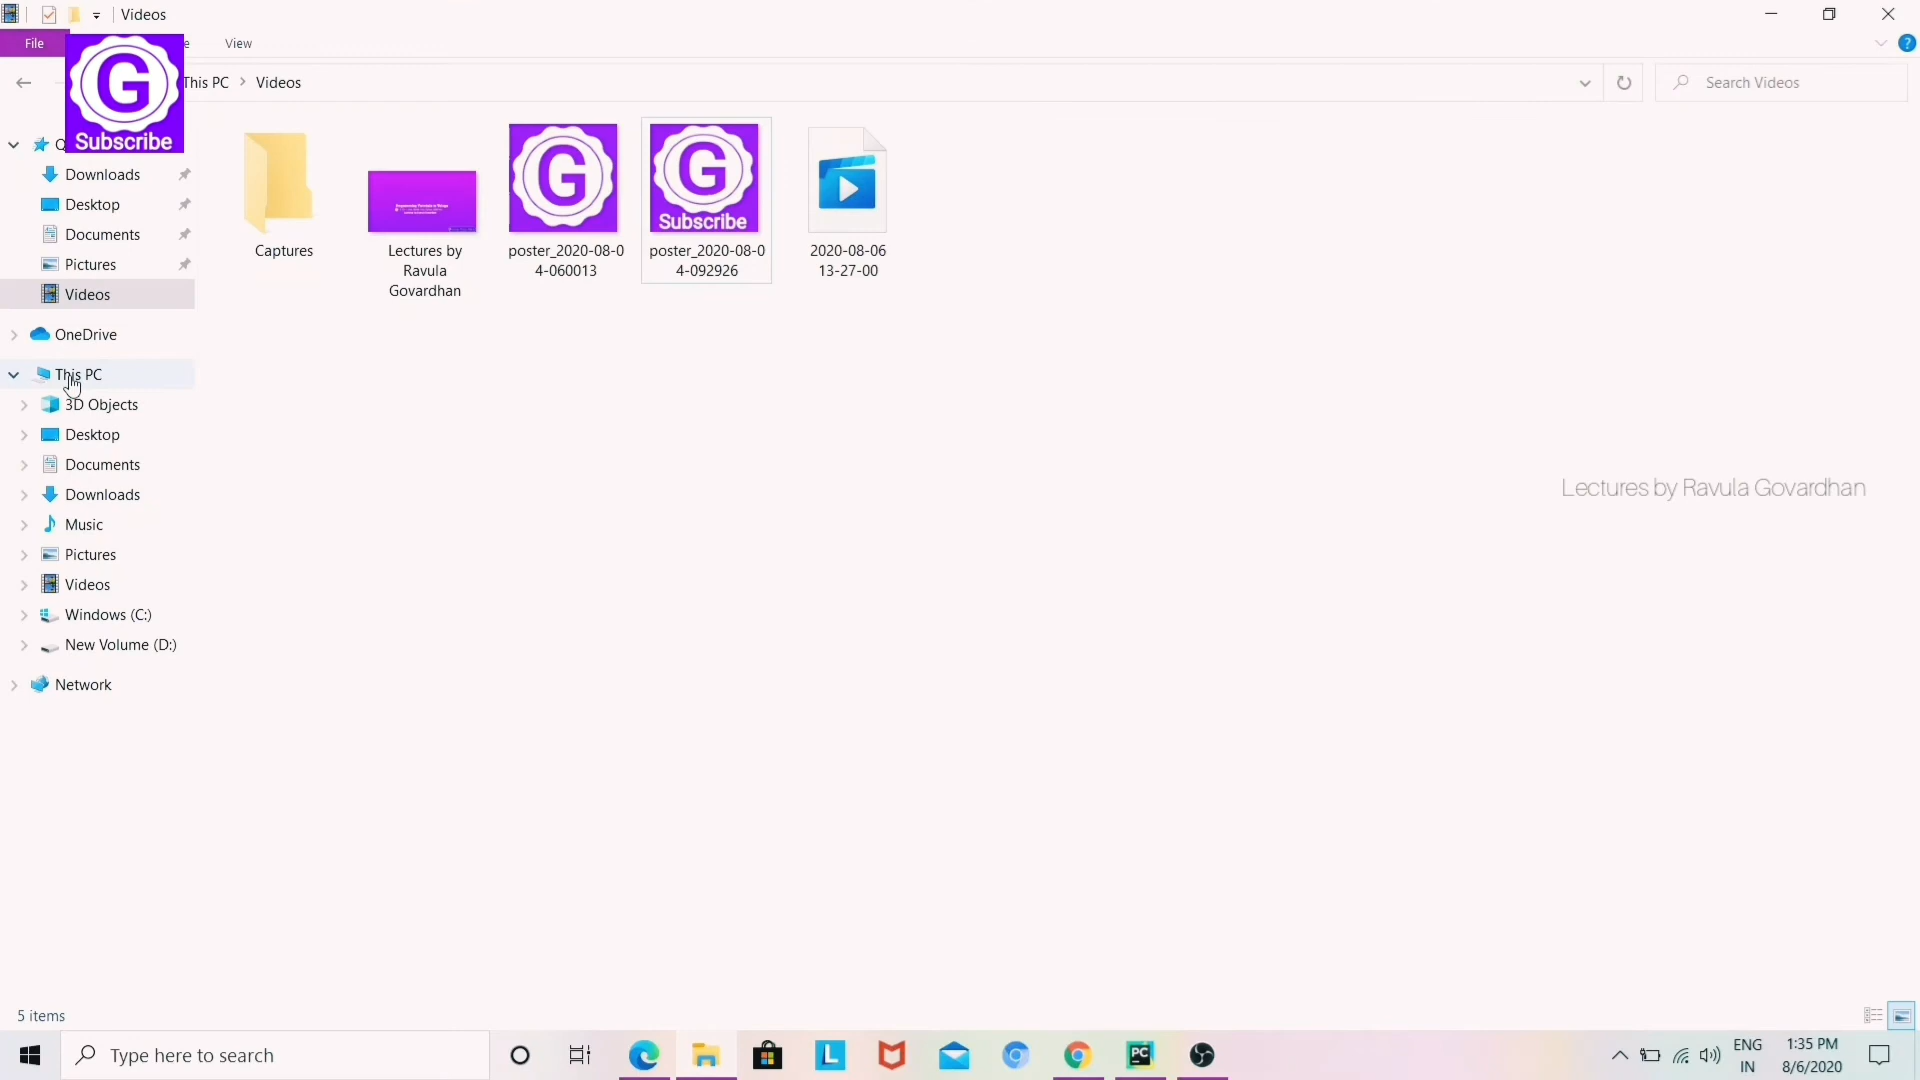 Videos
File
e
View
This PC > Videos
Search Videos
G
Subscribe
Q
Downloads
Desktop
Documents
Pictures
Videos
OneDrive
This PC
3D Objects
Desktop
Documents
Downloads
Music
Pictures
Videos
Windows (C:)
New Volume (D:)
Network
Captures
Lectures by
Ravula
Govardhan
G
poster_2020-08-0
4-060013
G
Subscribe
poster_2020-08-0
4-092926
2020-08-06
13-27-00
Lectures by Ravula Govardhan
5 items
Type here to search
L
PC
ENG
IN
1:35 PM
8/6/2020